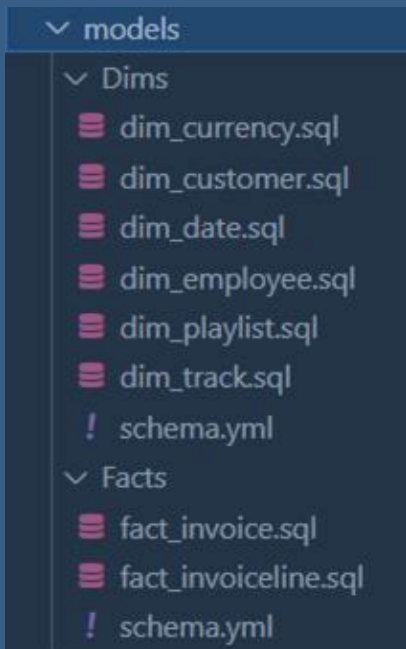 models
Dims
dim_currency.sql
dim_customer.sql
dim_date.sql
dim_employee.sql
dim_playlist.sql
dim_track.sql
! schema.yml
Facts
fact_invoice.sql
fact_invoiceline.sql
! schema.yml